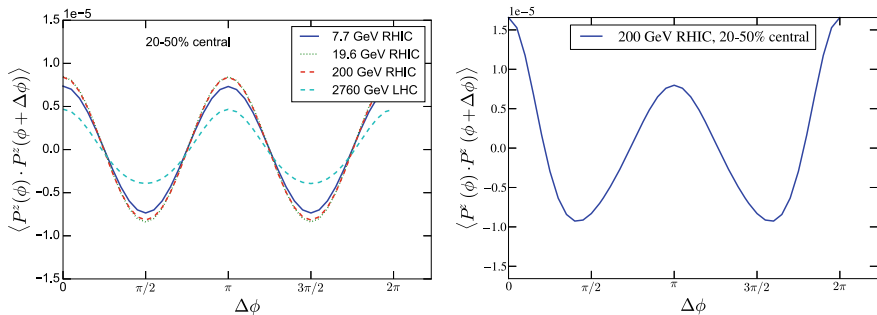 1e-5
20-50% central
7.7 GeV RHIC
19.6 GeV RHIC
200 GeV RHIC
2760 GeV LHC
⟨P^z(ϕ) · P^z(ϕ + Δϕ)⟩
1.5
1.0
0.5
0.0
−0.5
−1.0
−1.5
0
π/2
π
3π/2
2π
Δϕ
1e-5
200 GeV RHIC, 20-50% central
⟨P^z(ϕ) · P^z(ϕ + Δϕ)⟩
1.5
1.0
0.5
0.0
−0.5
−1.0
−1.5
0
π/2
π
3π/2
2π
Δϕ